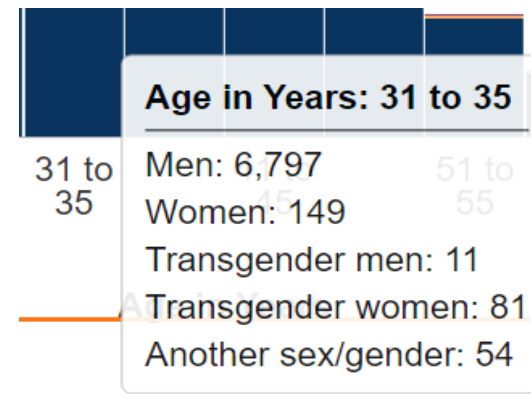 Age in Years: 31 to 35
Men: 6,797
Women: 149
Transgender men: 11
Transgender women: 81
Another sex/gender: 54
31 to
35
45
51 to
55